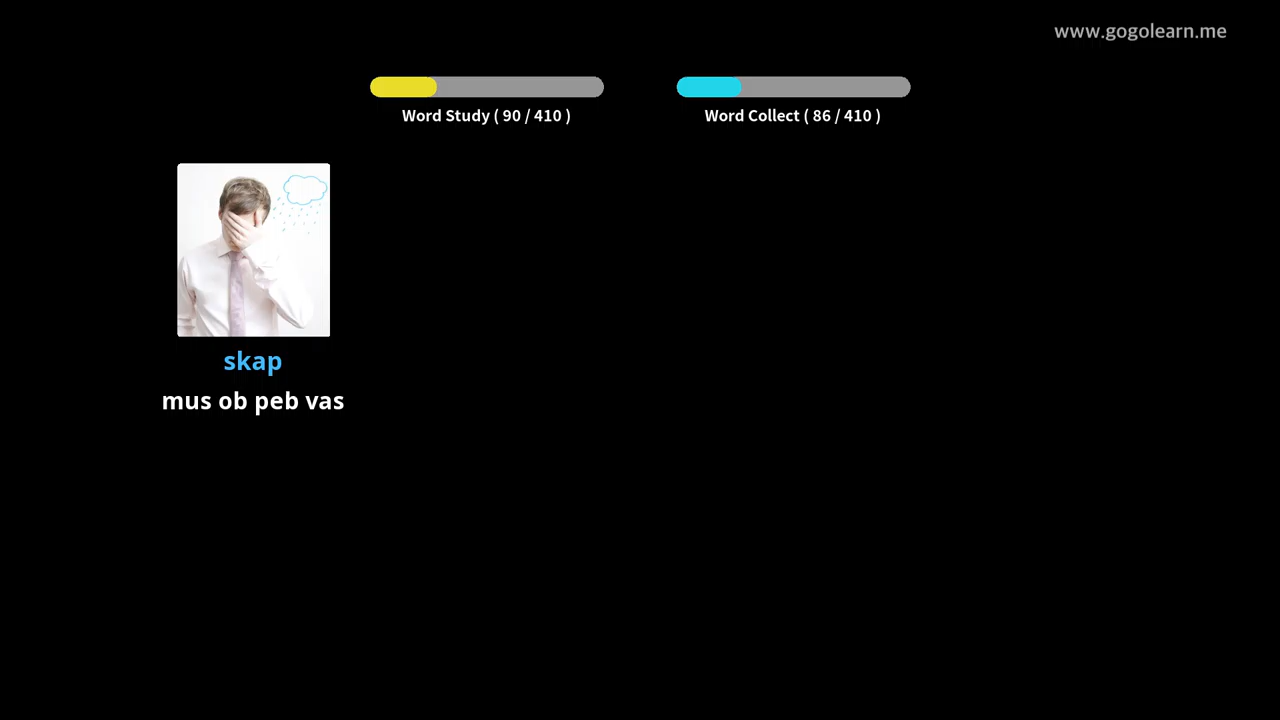 www.gogolearn.me
Word Study ( 90 / 410 )
Word Collect ( 86 / 410 )
skap
mus ob peb vas